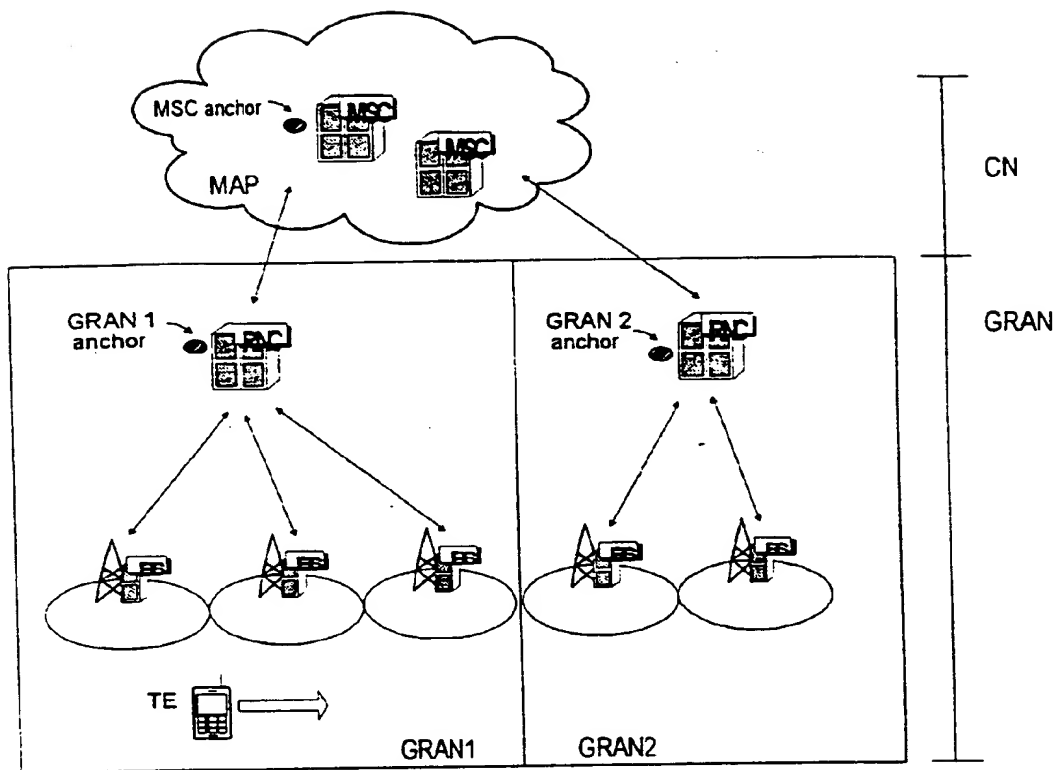 MSC anchor
MSC
MSC
MAP
CN
GRAN 1
anchor
RNC
GRAN 2
anchor
RNC
GRAN
BS
BS
BS
BS
BS
TE
GRAN1
GRAN2